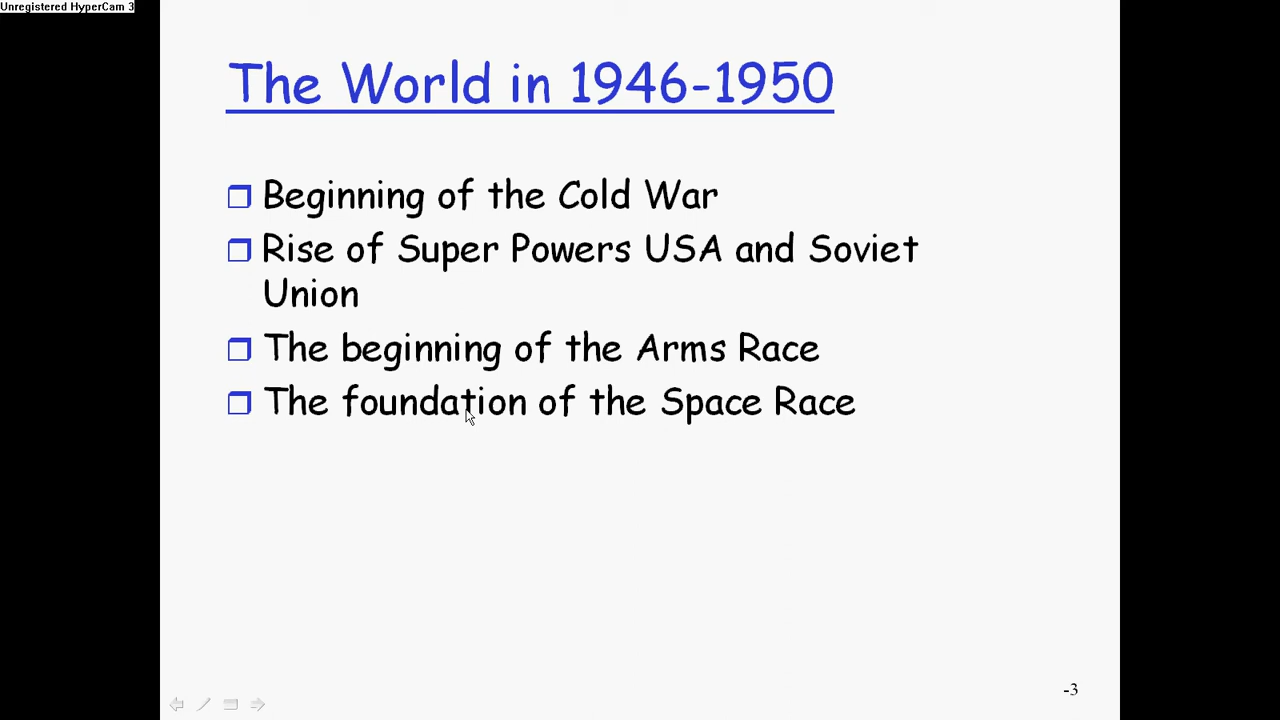 Unregistered HyperCam 3
The World in 1946-1950
Beginning of the Cold War
Rise of Super Powers USA and Soviet
Union
The beginning of the Arms Race
The foundation of the Space Race
-3